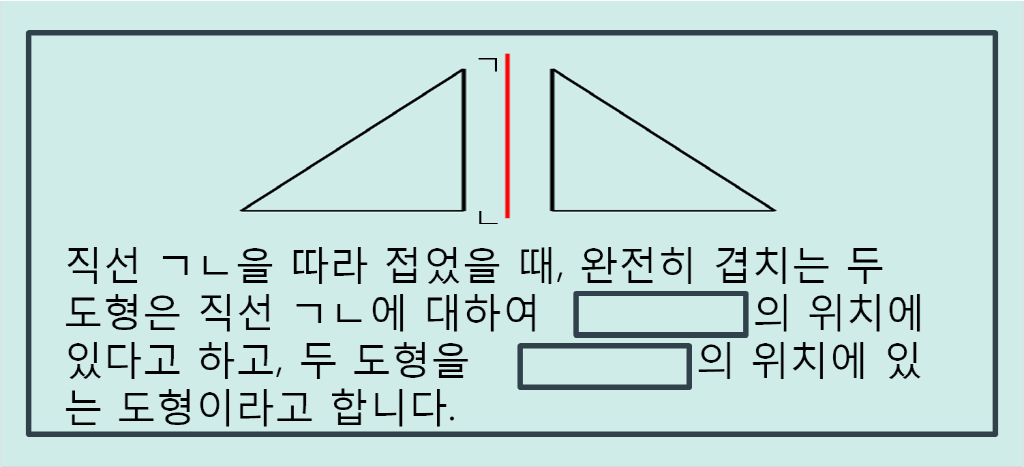 ㄱ
ㄴ
직선 ㄱㄴ을 따라 접었을 때, 완전히 겹치는 두
도형은 직선 ㄱㄴ에 대하여 의 위치에
있다고 하고, 두 도형을 의 위치에 있
는 도형이라고 합니다.